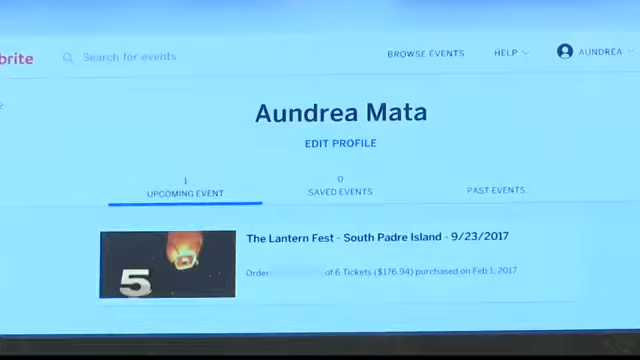 brite
Search for events
BROWSE EVENTS
HELP
AUNDREA
Aundrea Mata
EDIT PROFILE
1
UPCOMING EVENT
0
SAVED EVENTS
PAST EVENTS
The Lantern Fest - South Padre Island - 9/23/2017
Order of 6 Tickets ($176.94) purchased on Feb 1, 2017
5